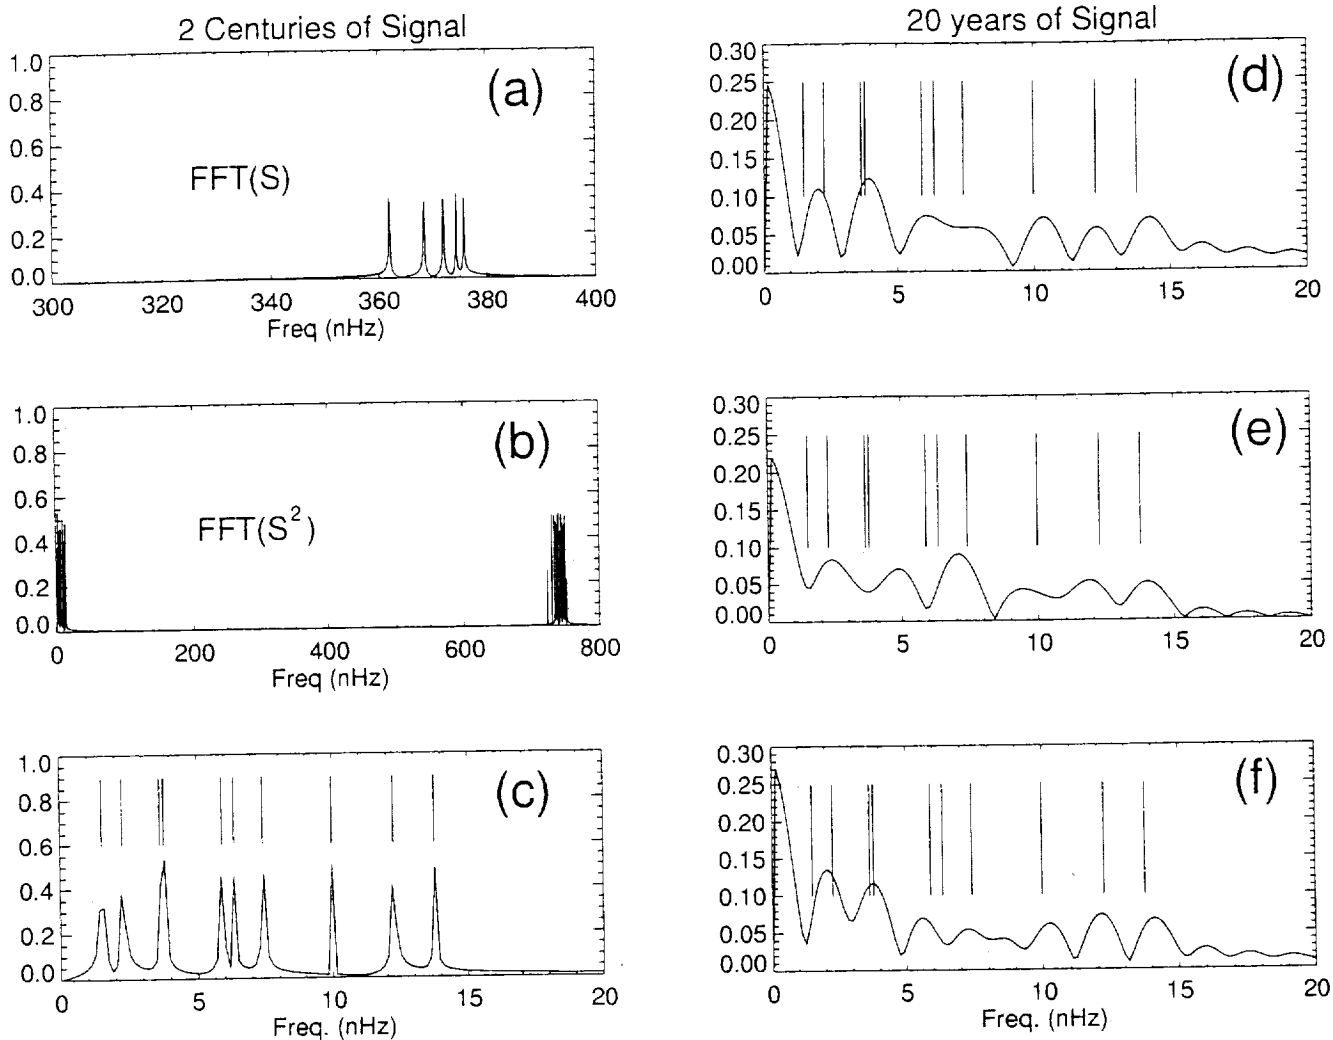 2 Centuries of Signal
1.0
0.8
0.6
0.4
0.2
0.0
(a)
FFT(S)
300 320 340 360 380 400
Freq (nHz)
1.0
0.8
0.6
0.4
0.2
0.0
(b)
FFT(S²)
0 200 400 600 800
Freq (nHz)
1.0
0.8
0.6
0.4
0.2
0.0
(c)
0 5 10 15 20
Freq. (nHz)
20 years of Signal
0.30
0.25
0.20
0.15
0.10
0.05
0.00
(d)
0 5 10 15 20
0.30
0.25
0.20
0.15
0.10
0.05
0.00
(e)
0 5 10 15 20
0.30
0.25
0.20
0.15
0.10
0.05
0.00
(f)
0 5 10 15 20
Freq. (nHz)